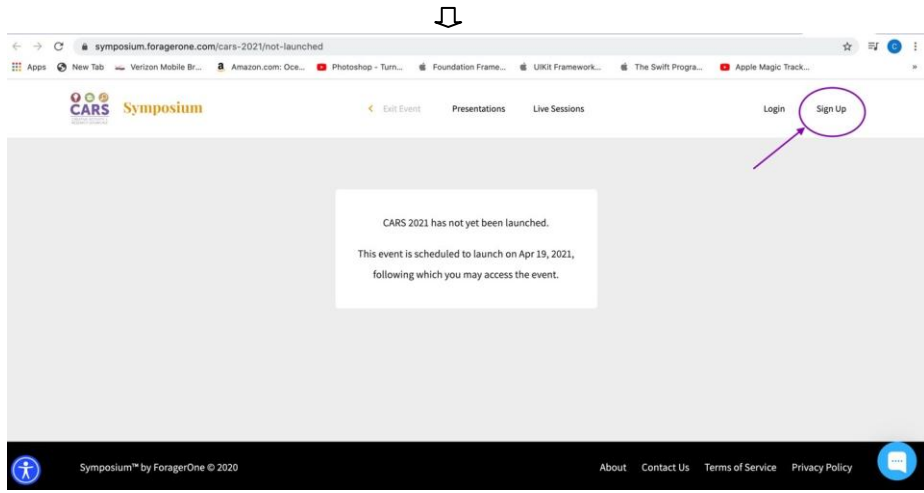 symposium.foragerone.com/cars-2021/not-launched
Apps New Tab Verizon Mobile Br... Amazon.com: Oce... Photoshop - Turn... Foundation Frame... UIKit Framework... The Swift Progra... Apple Magic Track... »
CARS Symposium Exit Event Presentations Live Sessions Login Sign Up
CARS 2021 has not yet been launched.
This event is scheduled to launch on Apr 19, 2021,
following which you may access the event.
Symposium™ by ForagerOne © 2020 About Contact Us Terms of Service Privacy Policy